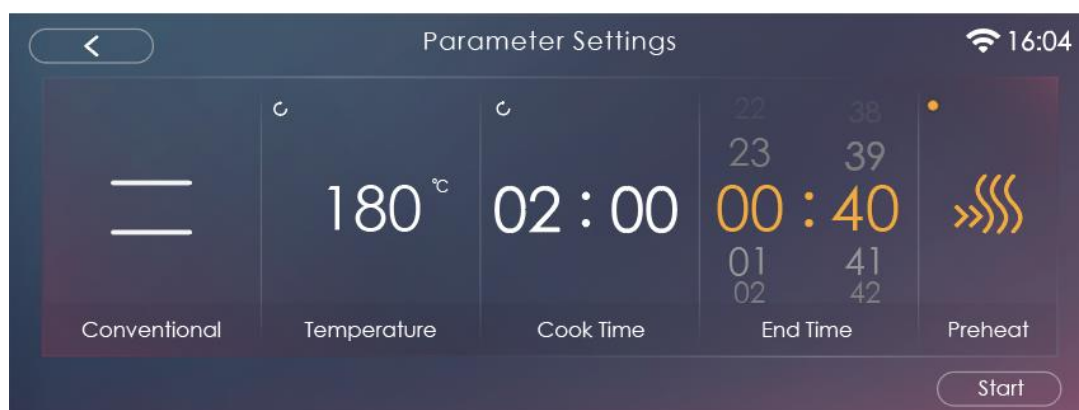 Parameter Settings
16:04
22 38
23 39
180 °C
02 : 00
00 : 40
01 41
02 42
Conventional
Temperature
Cook Time
End Time
Preheat
Start